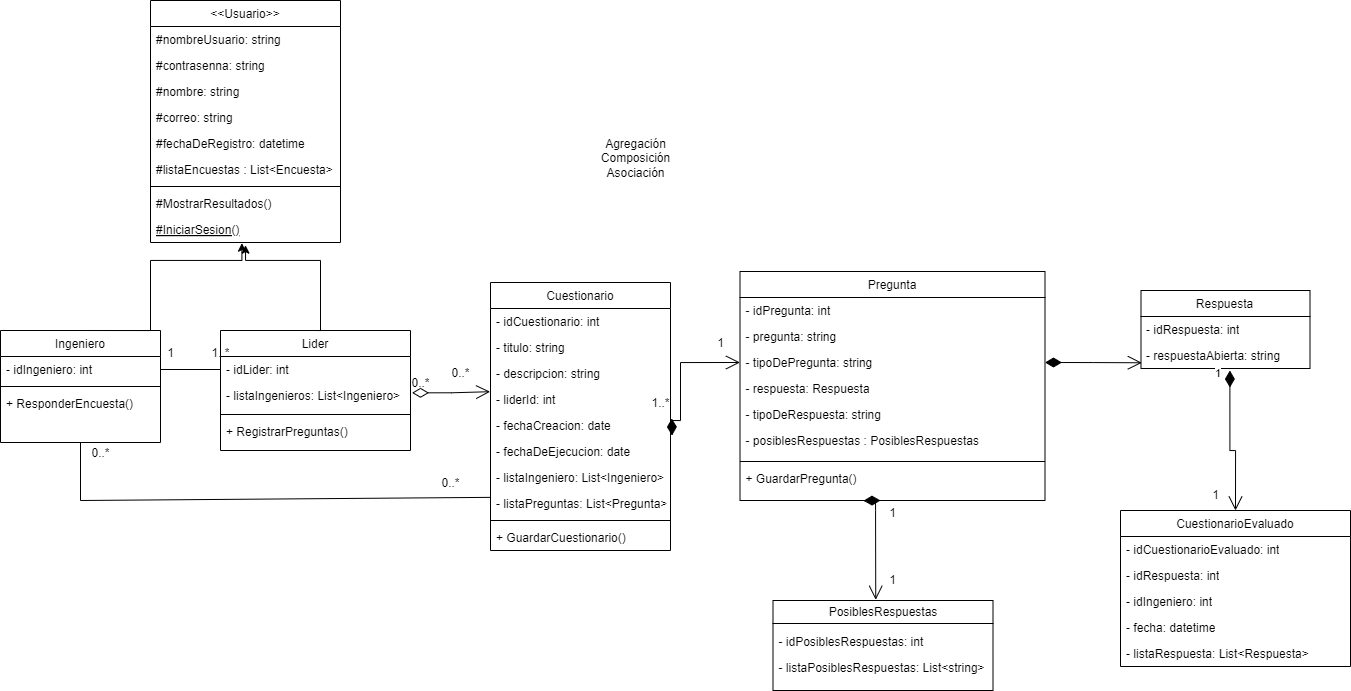 <<Usuario>>
#nombreUsuario: string
#contrasenna: string
#nombre: string
#correo: string
#fechaDeRegistro: datetime
#listaEncuestas : List<Encuesta>
#MostrarResultados()
#IniciarSesion()
Agregación
Composición
Asociación
Ingeniero
- idIngeniero: int
+ ResponderEncuesta()
1
1..*
Lider
- idLider: int
- listaIngenieros: List<Ingeniero>
+ RegistrarPreguntas()
0..*
0..*
0..*
0..*
Cuestionario
- idCuestionario: int
- titulo: string
- descripcion: string
- liderId: int
- fechaCreacion: date
- fechaDeEjecucion: date
- listaIngeniero: List<Ingeniero>
- listaPreguntas: List<Pregunta>
+ GuardarCuestionario()
1..*
1
Pregunta
- idPregunta: int
- pregunta: string
- tipoDePregunta: string
- respuesta: Respuesta
- tipoDeRespuesta: string
- posiblesRespuestas : PosiblesRespuestas
+ GuardarPregunta()
1
1
PosiblesRespuestas
- idPosiblesRespuestas: int
- listaPosiblesRespuestas: List<string>
Respuesta
- idRespuesta: int
- respuestaAbierta: string
1
1
CuestionarioEvaluado
- idCuestionarioEvaluado: int
- idRespuesta: int
- idIngeniero: int
- fecha: datetime
- listaRespuesta: List<Respuesta>